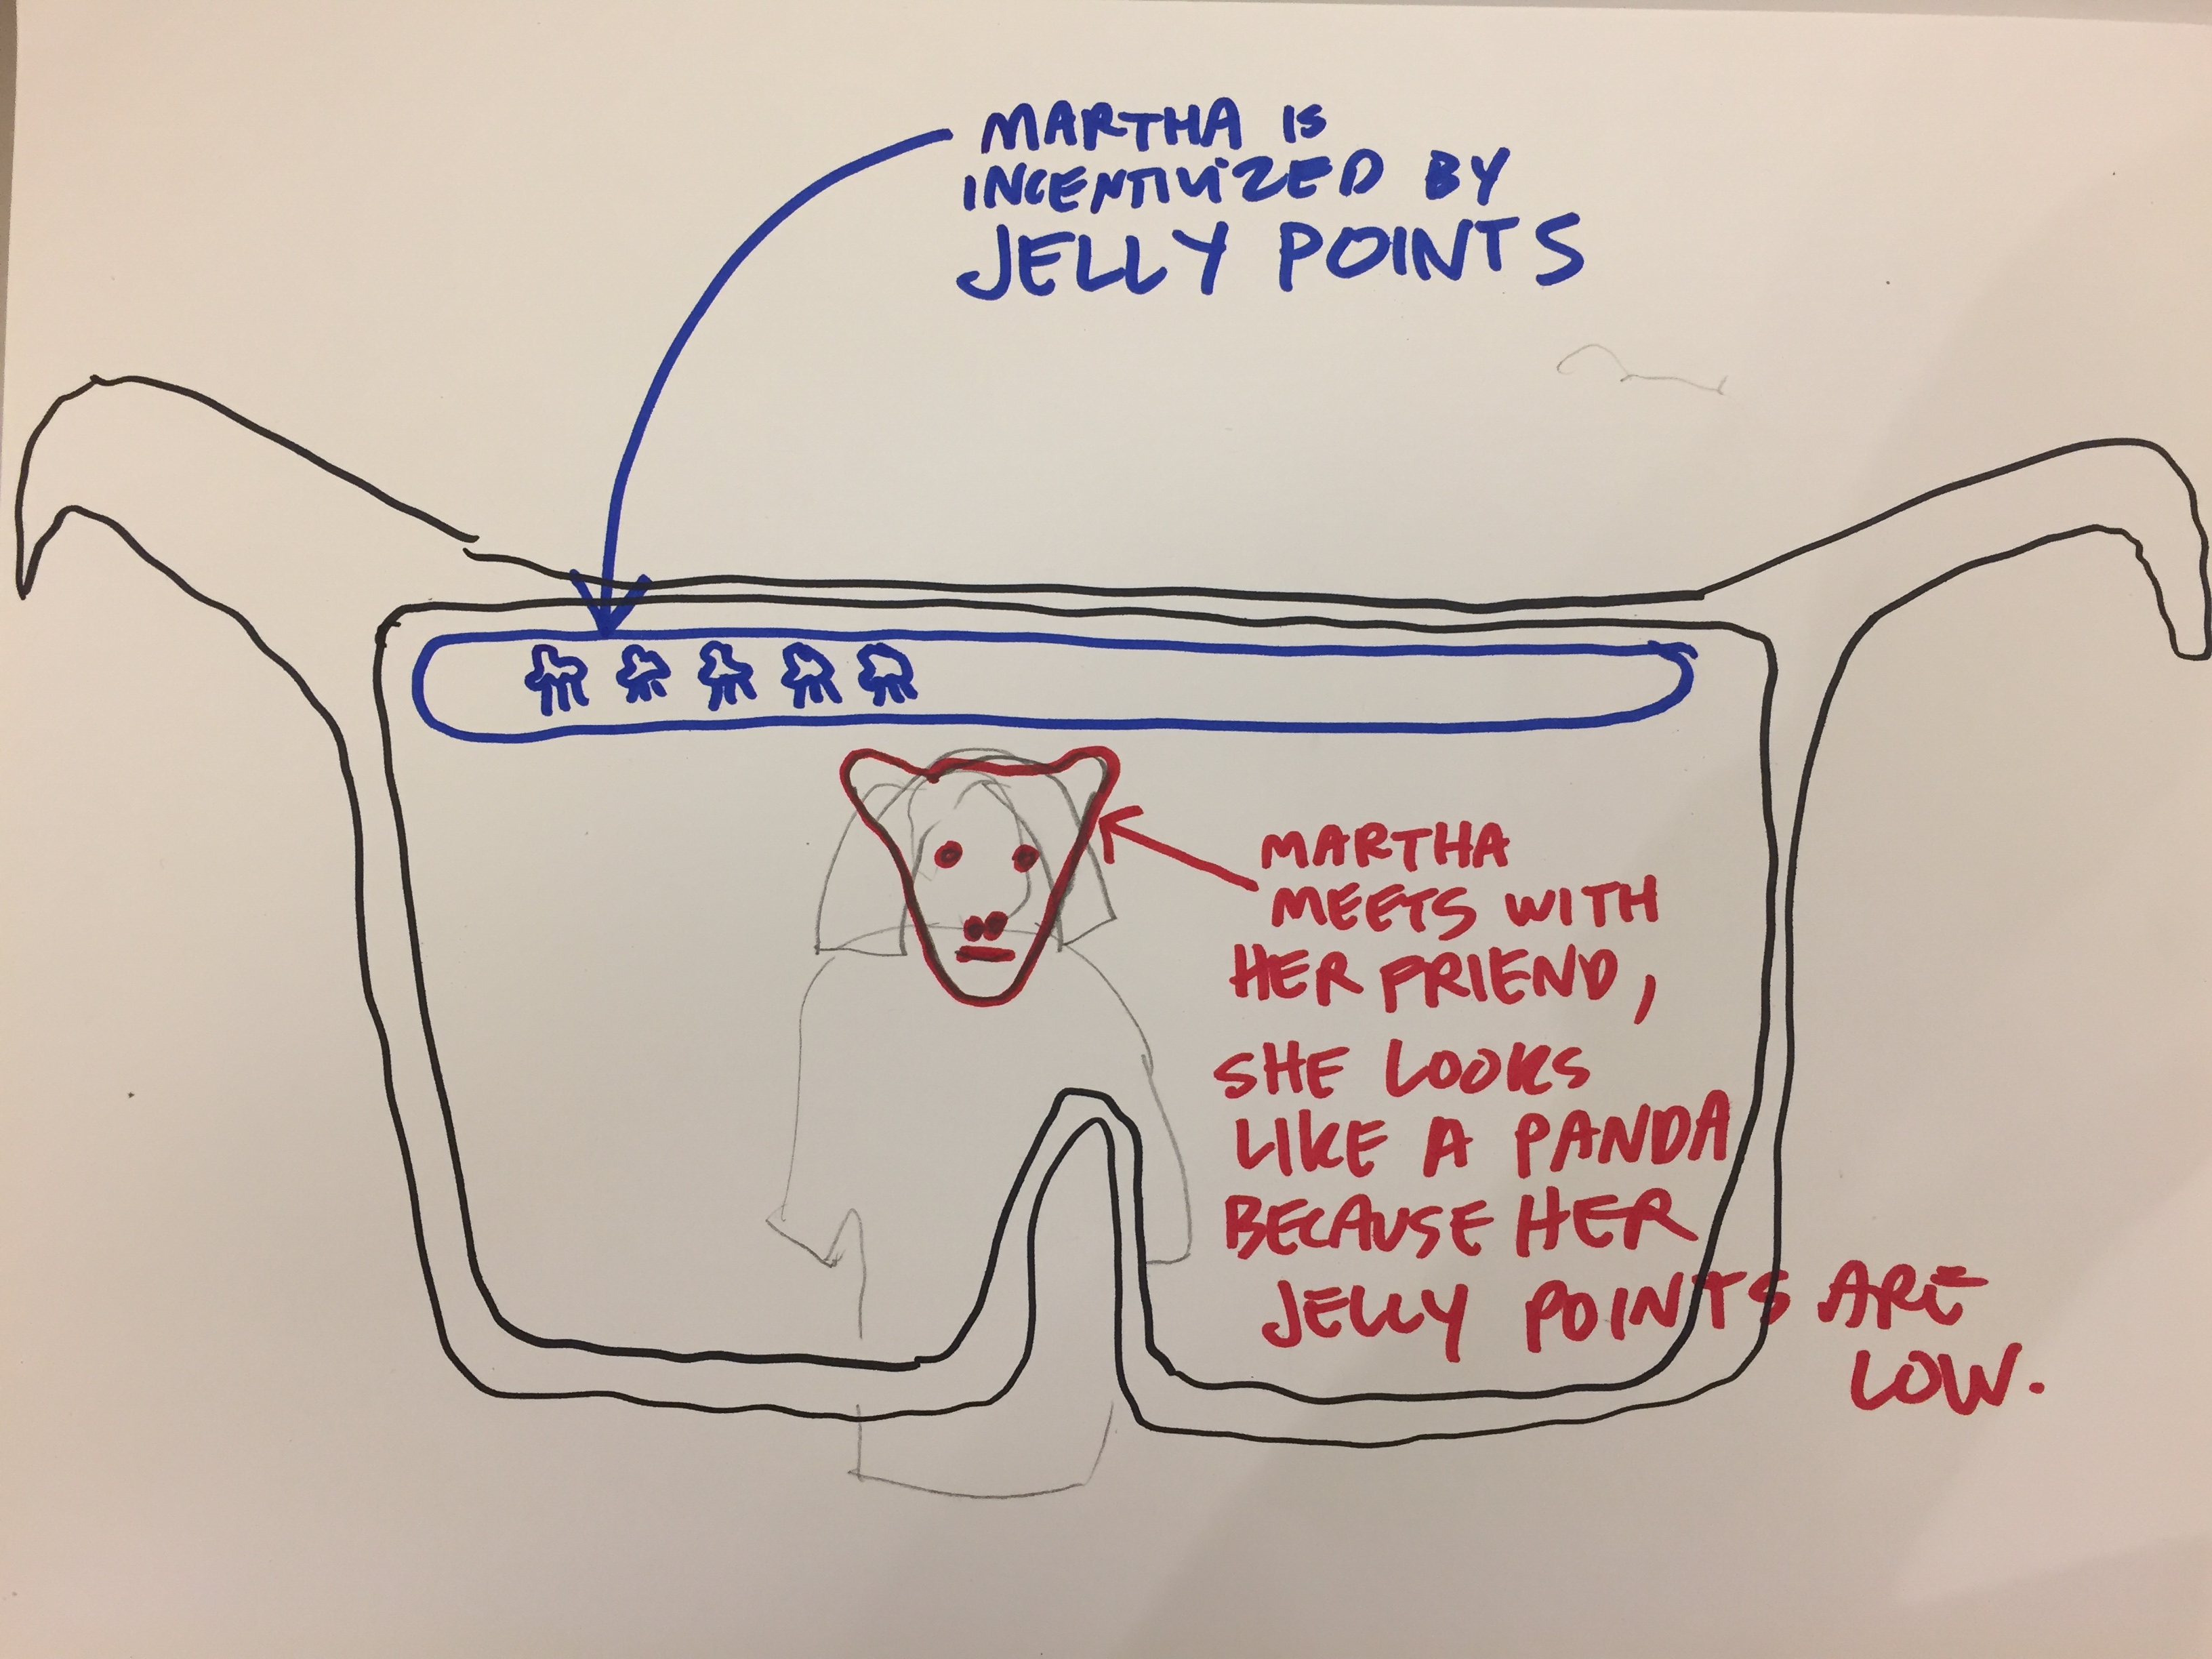 MARTHA IS
INCENTIVIZED BY
JELLY POINTS
MARTHA
MEETS WITH
HER FRIEND,
SHE LOOKS
LIKE A PANDA
BECAUSE HER
JELLY POINTS ARE
LOW.